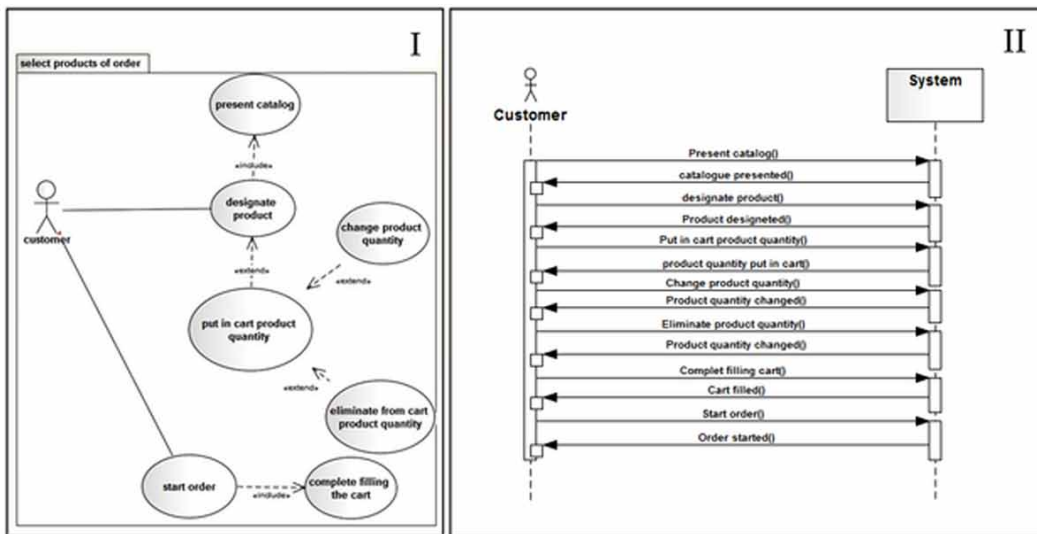 I
select products of order
present catalog
«include»
designate
product
customer
change product
quantity
«extend»
«extend»
put in cart product
quantity
«extend»
eliminate from cart
product quantity
start order
«include»
complete filling
the cart
II
System
Customer
Present catalog()
catalogue presented()
designate product()
Product designeted()
Put in cart product quantity()
product quantity put in cart()
Change product quantity()
Product quantity changed()
Eliminate product quantity()
Product quantity changed()
Complet filling cart()
Cart filled()
Start order()
Order started()